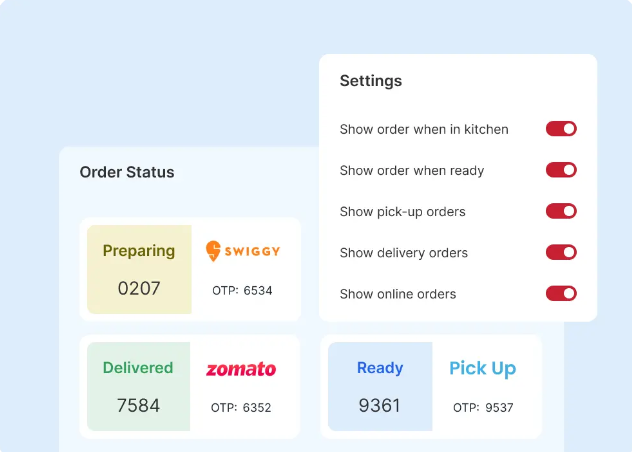 Settings
Show order when in kitchen
Show order when ready
Show pick-up orders
Show delivery orders
Show online orders
Order Status
Preparing
0207
SWIGGY
OTP: 6534
Delivered
7584
zomato
OTP: 6352
Ready
9361
Pick Up
OTP: 9537